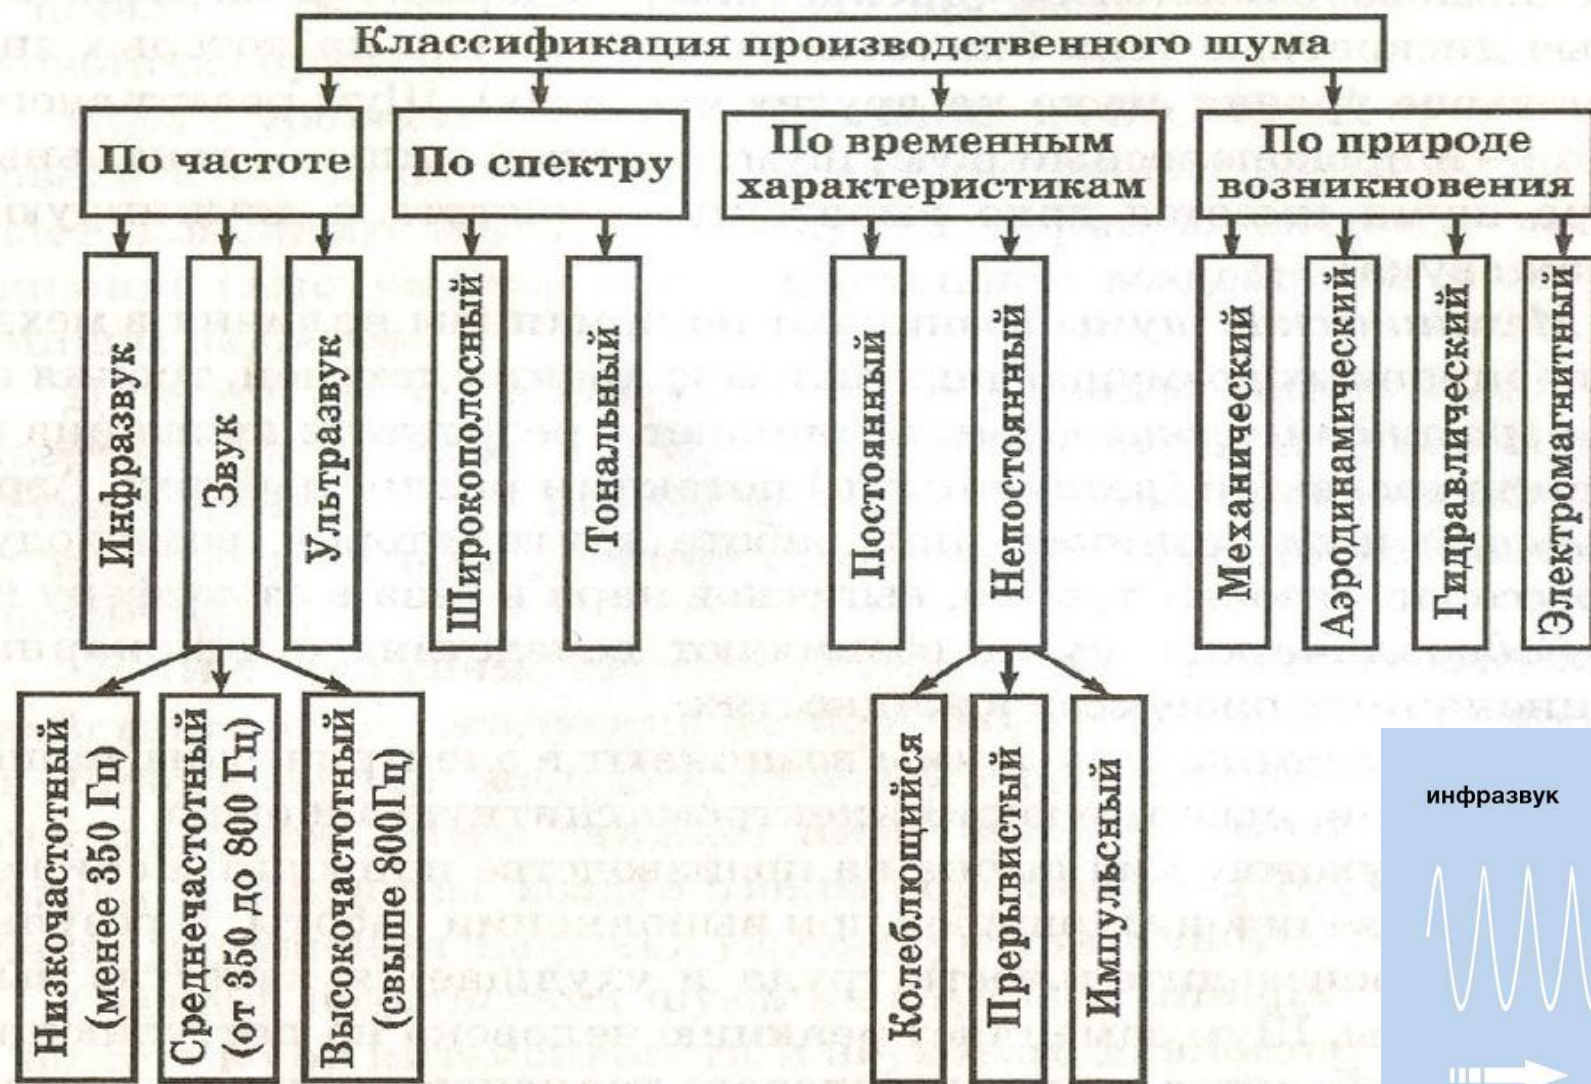 Классификация производственного шума
По частоте
По спектру
По временным
характеристикам
По природе
возникновения
Инфразвук
Звук
Ультразвук
Широкополосный
Тональный
Постоянный
Непостоянный
Механический
Аэродинамический
Гидравлический
Электромагнитный
Низкочастотный
(менее 350 Гц)
Среднечастотный
(от 350 до 800 Гц)
Высокочастотный
(свыше 800Гц)
Колеблющийся
Прерывистый
Импульсный
инфразвук